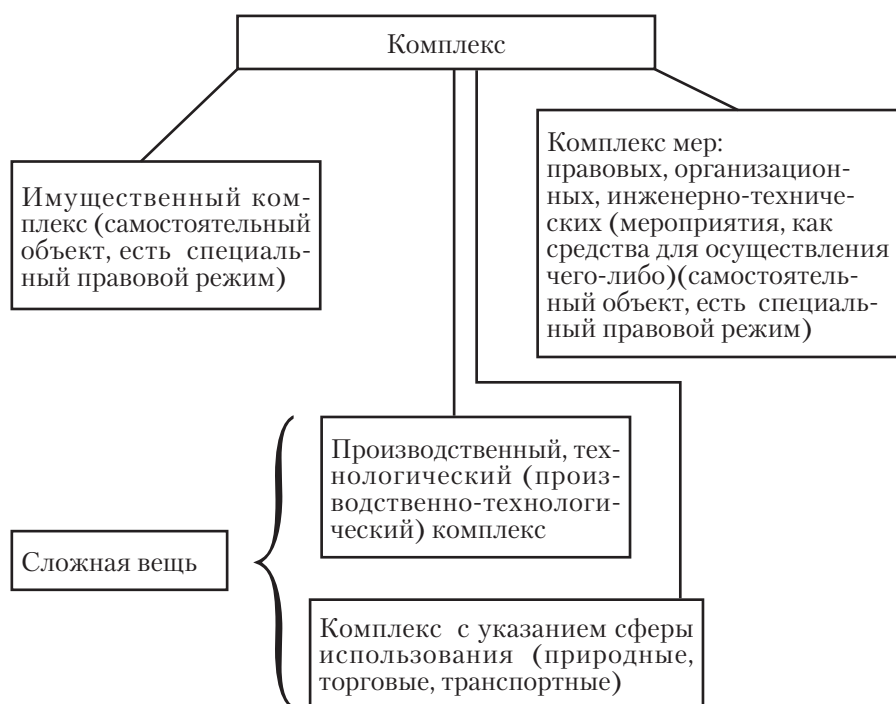 Комплекс
Имущественный ком-
плекс (самостоятельный
объект, есть специаль-
ный правовой режим)
Комплекс мер:
правовых, организацион-
ных, инженерно-техниче-
ских (мероприятия, как
средства для осуществления
чего-либо)(самостоятель-
ный объект, есть специаль-
ный правовой режим)
Производственный, тех-
нологический (произ-
водственно-технологи-
ческий) комплекс
Сложная вещь
Комплекс с указанием сферы
использования (природные,
торговые, транспортные)